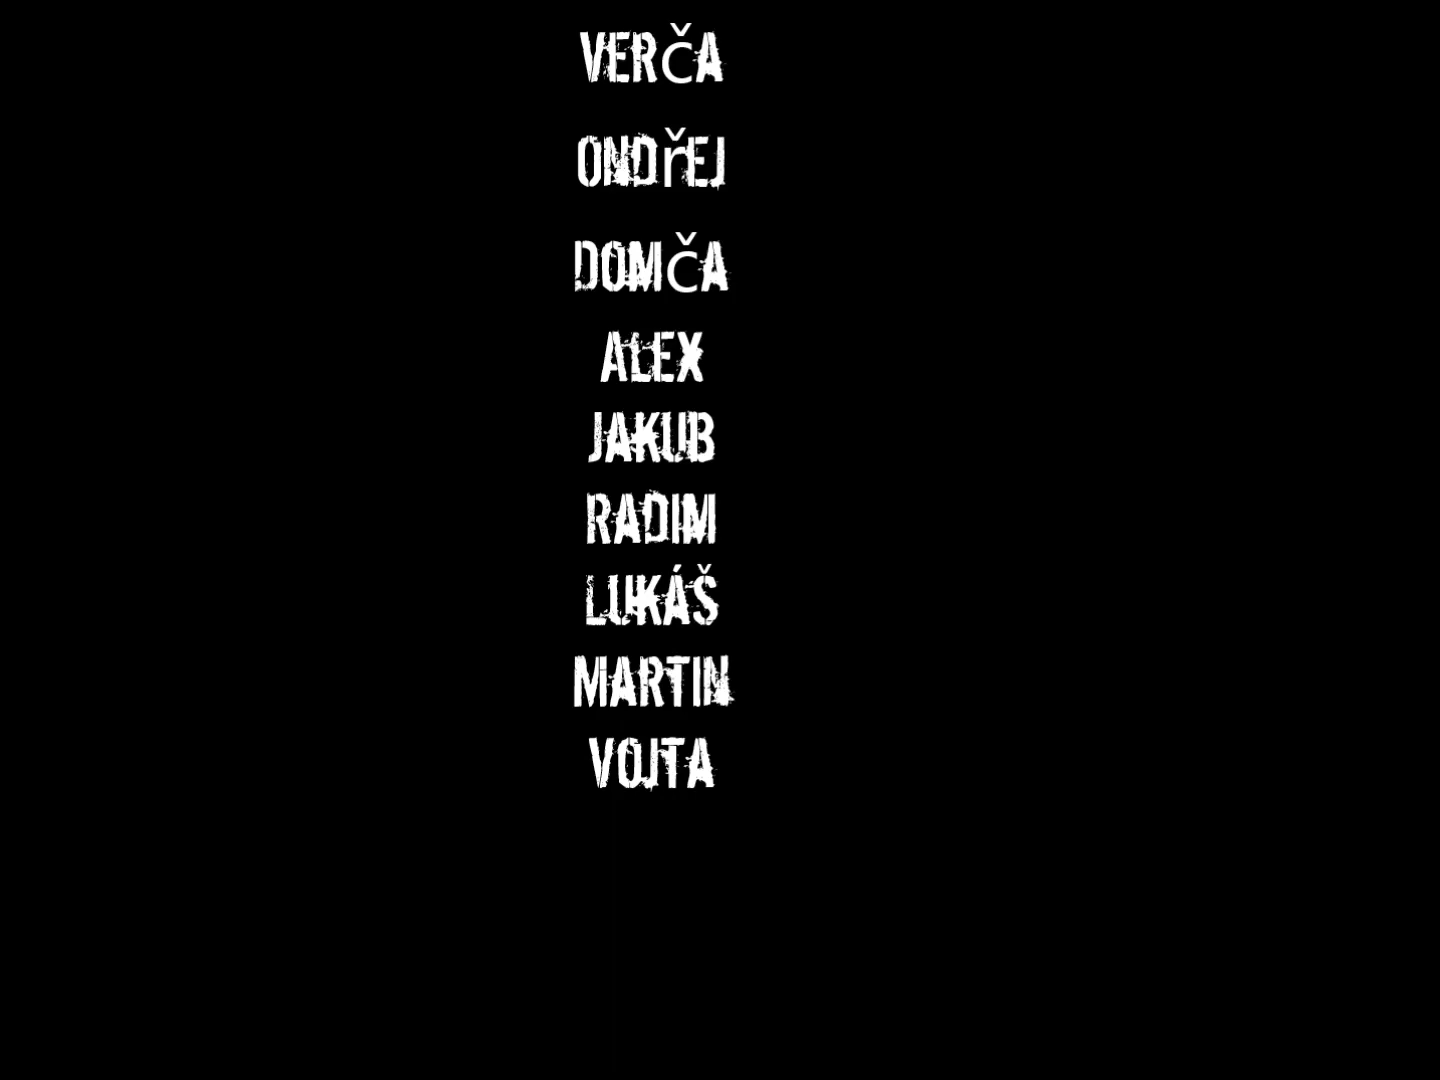 VERčA
ONDřEJ
DOMčA
ALEX
JAKUB
RADIM
LUKÁŠ
MARTIN
VOJTA